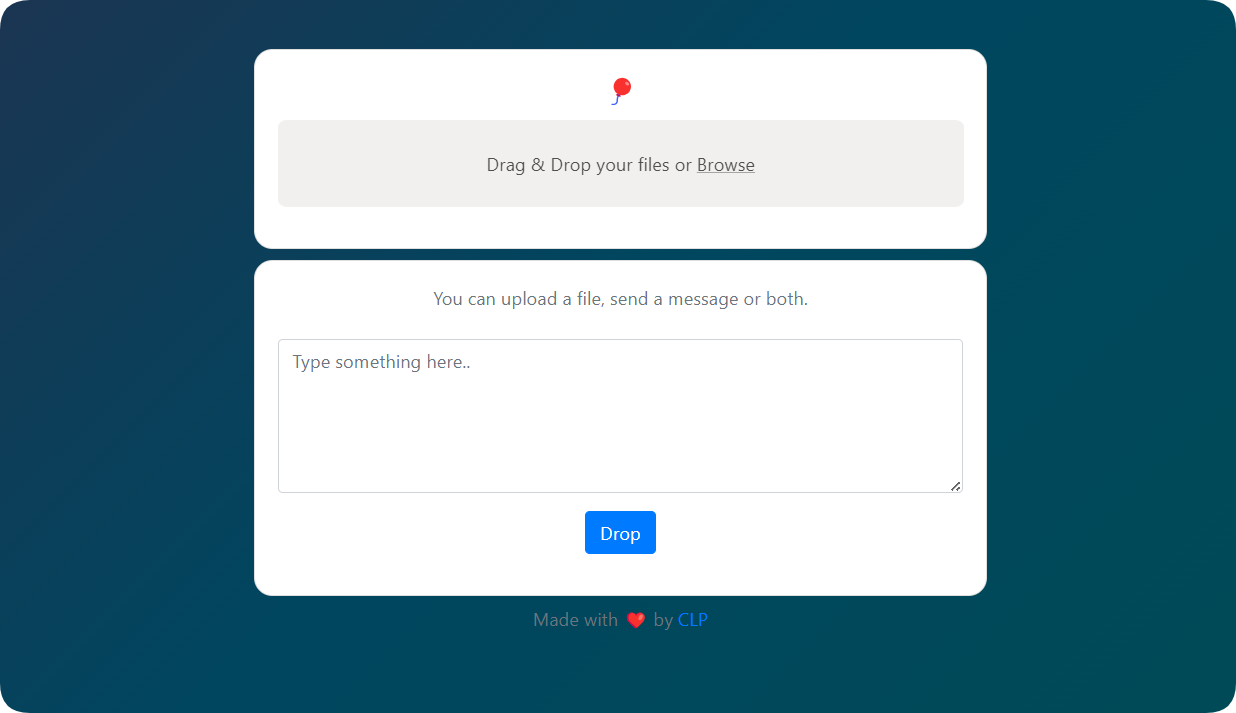 Drag & Drop your files or Browse
You can upload a file, send a message or both.
Type something here..
Drop
Made with ❤️ by CLP